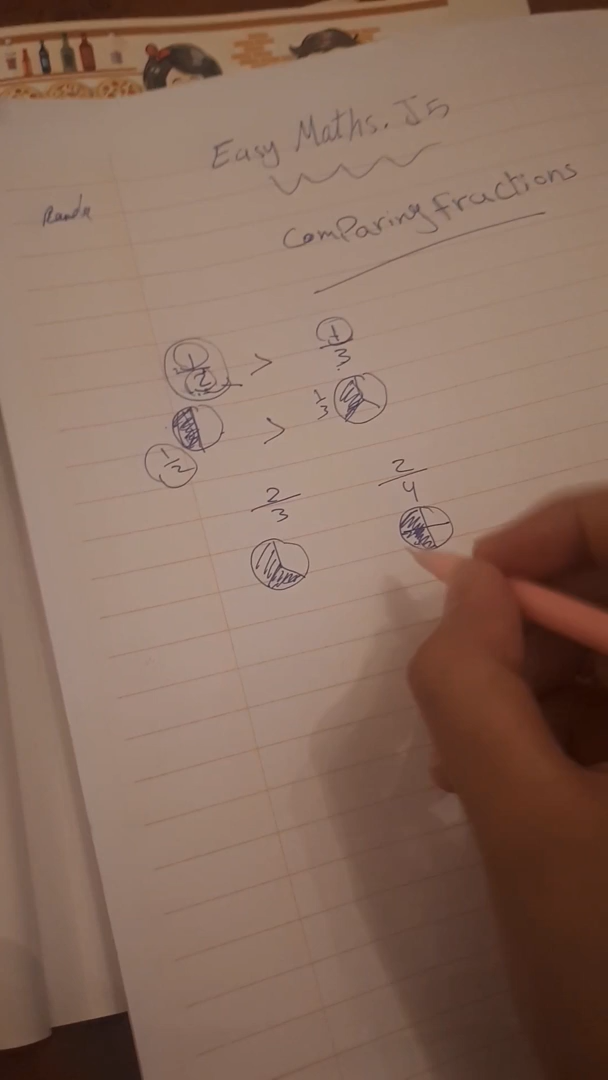 Easy Maths. J5
Randa
Comparing fractions
1/2 > 1/3
> 1/3
1/2
2/3 2/4